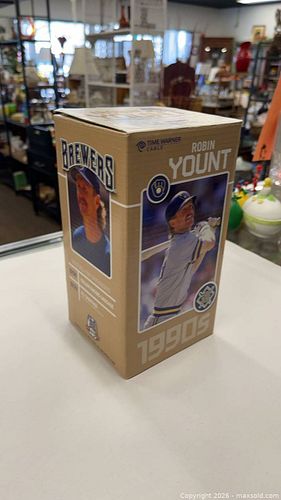 TIME WARNER
CABLE
ROBIN
YOUNT
BREWERS
1990s
Copyright 2026 - maxsold.com